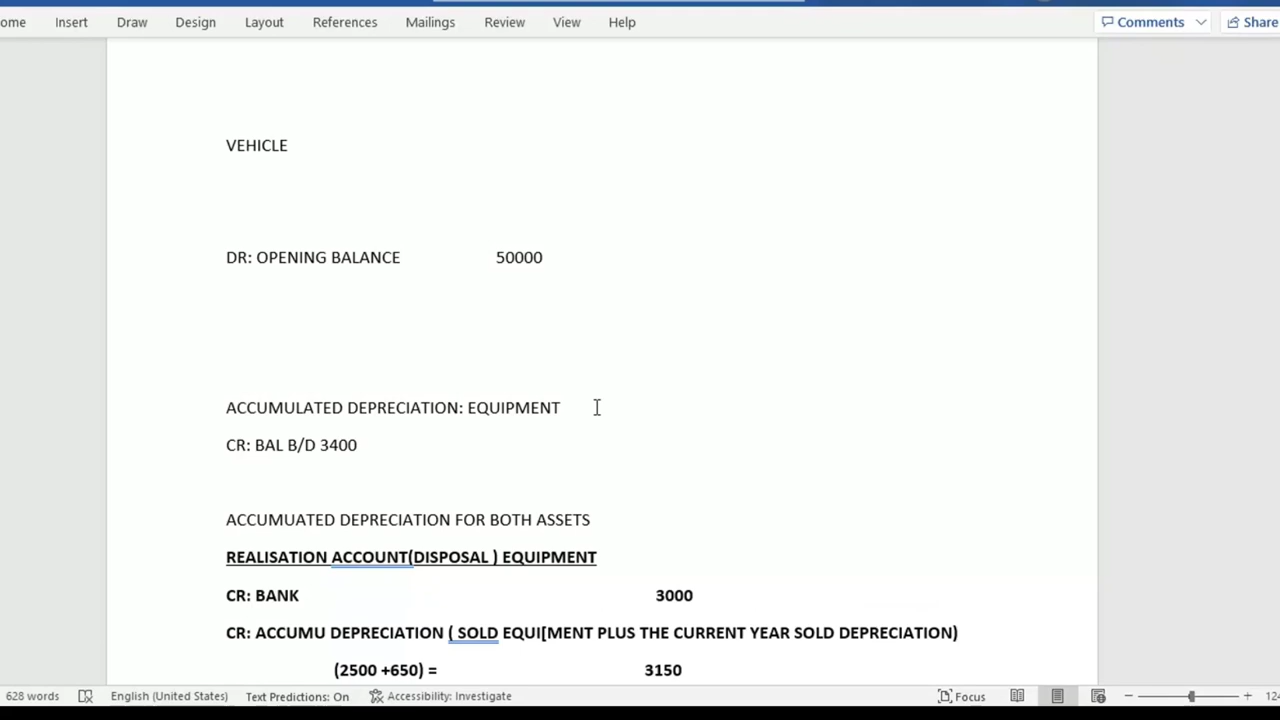 ome Insert Draw Design Layout References Mailings Review View Help Comments Share
VEHICLE
DR: OPENING BALANCE 50000
ACCUMULATED DEPRECIATION: EQUIPMENT
CR: BAL B/D 3400
ACCUMUATED DEPRECIATION FOR BOTH ASSETS
REALISATION ACCOUNT(DISPOSAL ) EQUIPMENT
CR: BANK 3000
CR: ACCUMU DEPRECIATION ( SOLD EQUI[MENT PLUS THE CURRENT YEAR SOLD DEPRECIATION)
(2500 +650) = 3150
628 words English (United States) Text Predictions: On Accessibility: Investigate Focus 124